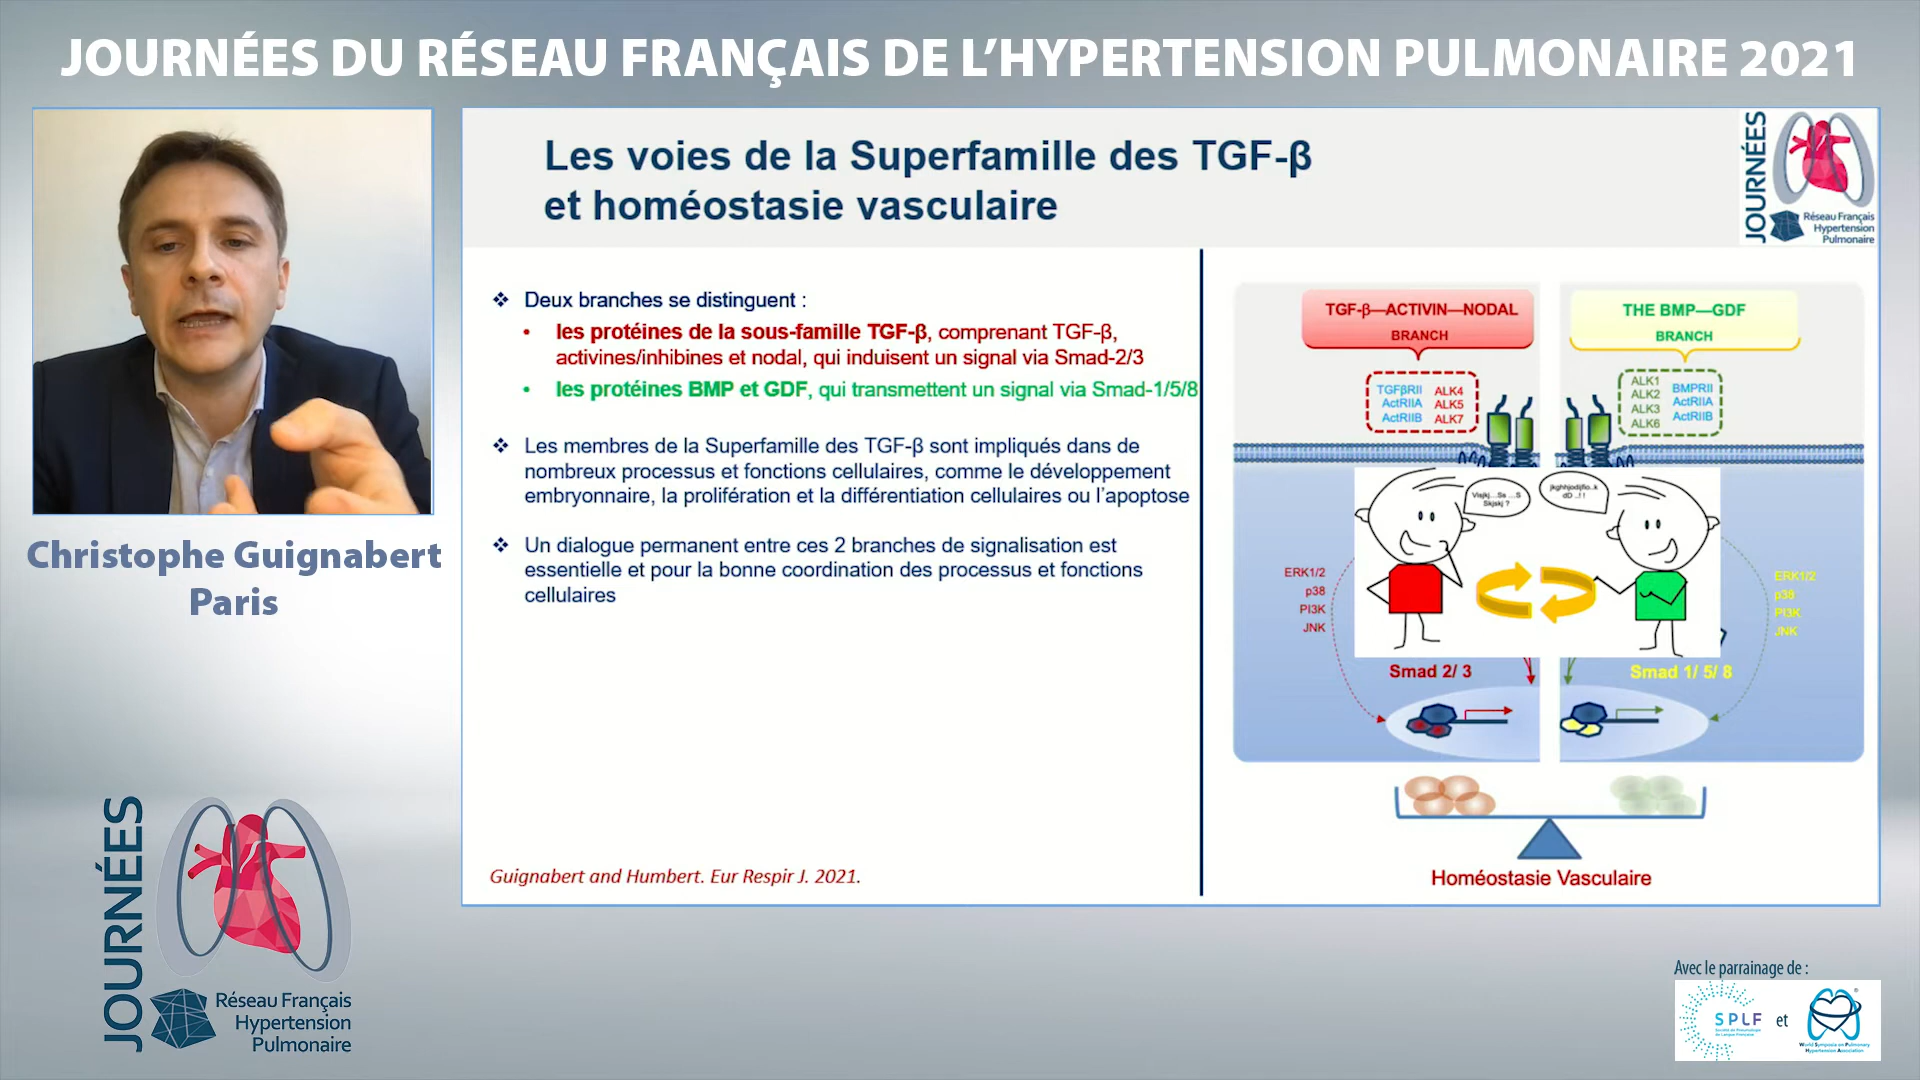 JOURNÉES DU RÉSEAU FRANÇAIS DE L’HYPERTENSION PULMONAIRE 2021
Christophe Guignabert
Paris
JOURNÉES
Réseau Français
Hypertension
Pulmonaire
Les voies de la Superfamille des TGF-β
et homéostasie vasculaire
JOURNÉES
Réseau Français
Hypertension
Pulmonaire
❖ Deux branches se distinguent :
• les protéines de la sous-famille TGF-β, comprenant TGF-β,
activines/inhibines et nodal, qui induisent un signal via Smad-2/3
• les protéines BMP et GDF, qui transmettent un signal via Smad-1/5/8
❖ Les membres de la Superfamille des TGF-β sont impliqués dans de
nombreux processus et fonctions cellulaires, comme le développement
embryonnaire, la prolifération et la différentiation cellulaires ou l’apoptose
❖ Un dialogue permanent entre ces 2 branches de signalisation est
essentielle et pour la bonne coordination des processus et fonctions
cellulaires
Guignabert and Humbert. Eur Respir J. 2021.
TGF-β—ACTIVIN—NODAL
BRANCH
TGFβRII ALK4
ActRIIA ALK5
ActRIIB ALK7
THE BMP—GDF
BRANCH
ALK1
ALK2
ALK3
ALK6
BMPRII
ActRIIA
ActRIIB
ERK1/2
p38
PI3K
JNK
ERK1/2
p38
PI3K
JNK
Smad 2/ 3
Smad 1/ 5/ 8
Homéostasie Vasculaire
Avec le parrainage de :
SPLF
et
World Symposia on Pulmonary
Hypertension Association